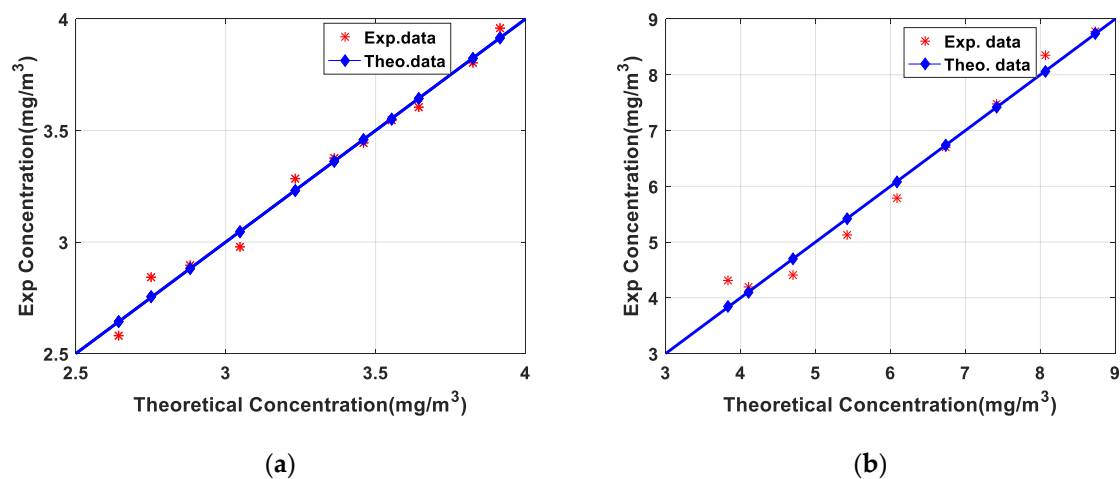 4
3.5
3
2.5
2.5
3
3.5
4
Exp Concentration(mg/m³)
Theoretical Concentration(mg/m³)
Exp.data
Theo.data
(a)
9
8
7
6
5
4
3
3
4
5
6
7
8
9
Exp Concentration(mg/m³)
Theoretical Concentration(mg/m³)
Exp. data
Theo. data
(b)